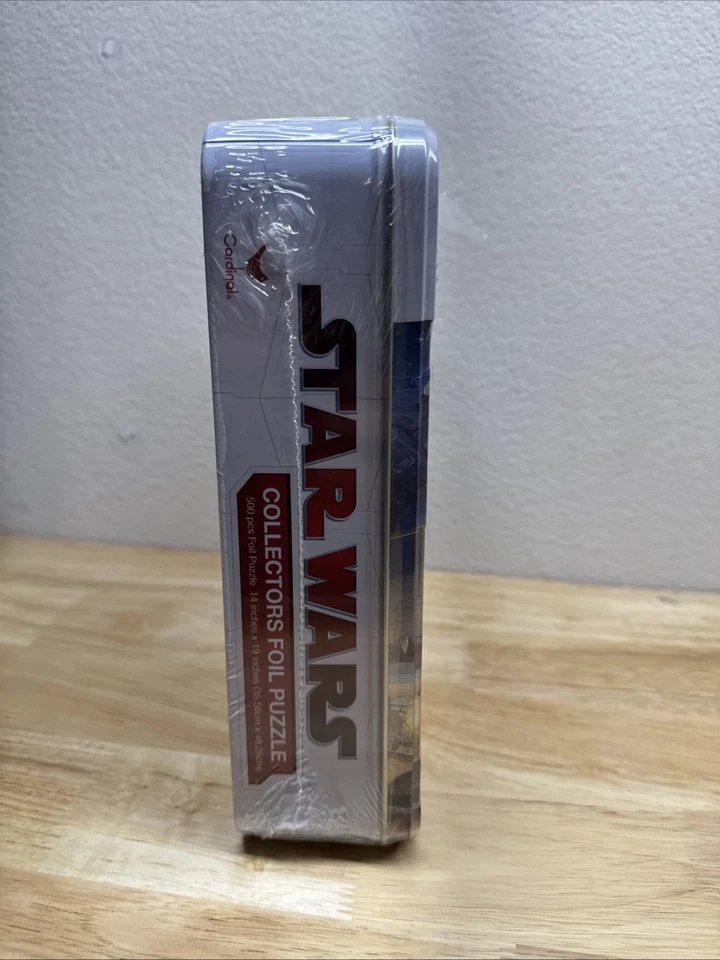 STAR WARS
COLLECTORS FOIL PUZZLE
500 pcs Foil Puzzle 14 inches x 19 inches (35.56cm x 48.26cm)
Cardinal®